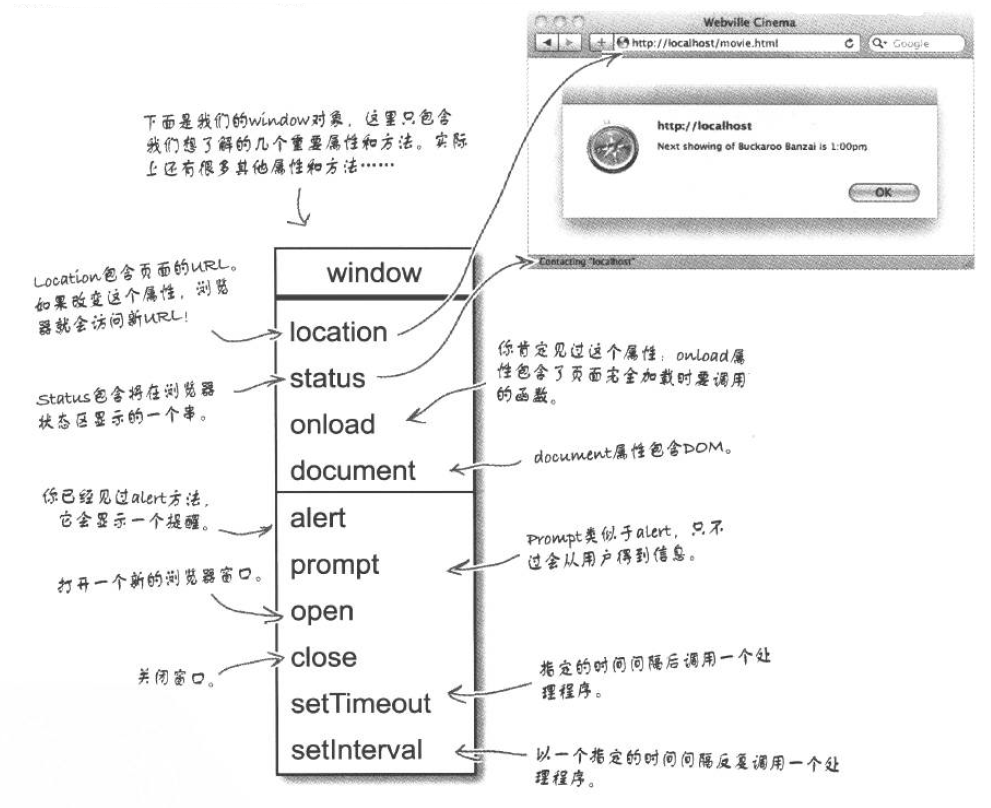 Webville Cinema
http://localhost/movie.html
Google
http://localhost
Next showing of Buckaroo Banzai is 1:00pm
OK
Contacting "localhost"
下面是我们的window对象，这里只包含
我们想了解的几个重要属性和方法。实际
上还有很多其他属性和方法……
window
location
status
onload
document
alert
prompt
open
close
setTimeout
setInterval
Location包含页面的URL。
如果改变这个属性，浏览
器就会访问新URL！
Status包含将在浏览器
状态区显示的一个串。
你已经见过alert方法，
它会显示一个提醒。
打开一个新的浏览器窗口。
关闭窗口。
你肯定见过这个属性：onload属
性包含了页面完全加载时要调用
的函数。
document属性包含DOM。
Prompt类似于alert，只不
过会从用户得到信息。
指定的时间间隔后调用一个处
理程序。
以一个指定的时间间隔反复调用一个处
理程序。